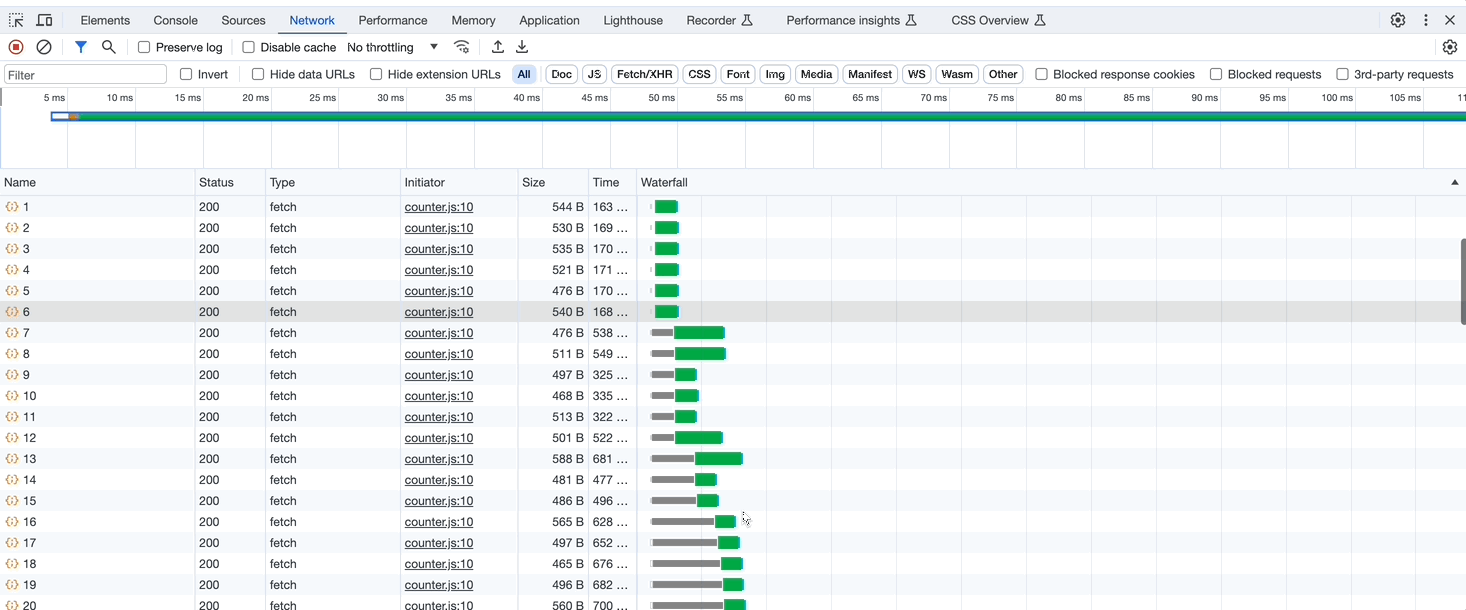 Elements Console Sources Network Performance Memory Application Lighthouse Recorder Performance insights CSS Overview
Preserve log Disable cache No throttling
Filter Invert Hide data URLs Hide extension URLs All Doc JS Fetch/XHR CSS Font Img Media Manifest WS Wasm Other Blocked response cookies Blocked requests 3rd-party requests
5 ms 10 ms 15 ms 20 ms 25 ms 30 ms 35 ms 40 ms 45 ms 50 ms 55 ms 60 ms 65 ms 70 ms 75 ms 80 ms 85 ms 90 ms 95 ms 100 ms 105 ms 11
Name Status Type Initiator Size Time Waterfall
1 200 fetch counter.js:10 544 B 163 ...
2 200 fetch counter.js:10 530 B 169 ...
3 200 fetch counter.js:10 535 B 170 ...
4 200 fetch counter.js:10 521 B 171 ...
5 200 fetch counter.js:10 476 B 170 ...
6 200 fetch counter.js:10 540 B 168 ...
7 200 fetch counter.js:10 476 B 538 ...
8 200 fetch counter.js:10 511 B 549 ...
9 200 fetch counter.js:10 497 B 325 ...
10 200 fetch counter.js:10 468 B 335 ...
11 200 fetch counter.js:10 513 B 322 ...
12 200 fetch counter.js:10 501 B 522 ...
13 200 fetch counter.js:10 588 B 681 ...
14 200 fetch counter.js:10 481 B 477 ...
15 200 fetch counter.js:10 486 B 496 ...
16 200 fetch counter.js:10 565 B 628 ...
17 200 fetch counter.js:10 497 B 652 ...
18 200 fetch counter.js:10 465 B 676 ...
19 200 fetch counter.js:10 496 B 682 ...
20 200 fetch counter.js:10 560 B 700 ...